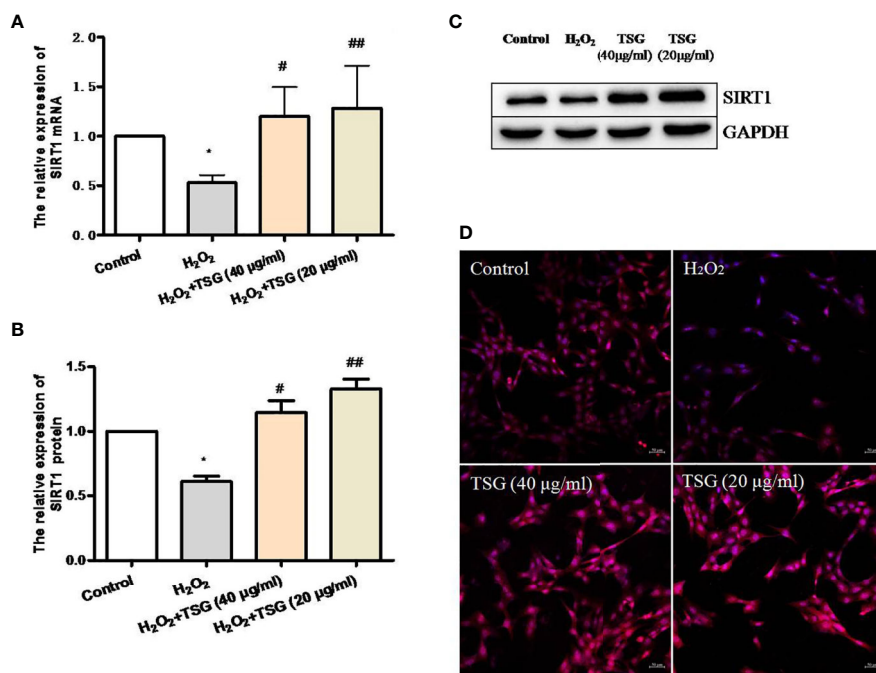 A
The relative expression of
SIRT1 mRNA
2.0
1.5
1.0
0.5
0.0
*
#
##
Control
H₂O₂
H₂O₂+TSG (40 μg/ml)
H₂O₂+TSG (20 μg/ml)
B
The relative expression of
SIRT1 protein
1.5
1.0
0.5
0.0
*
#
##
Control
H₂O₂
H₂O₂+TSG (40 μg/ml)
H₂O₂+TSG (20 μg/ml)
C
Control H₂O₂ TSG TSG
(40μg/ml) (20μg/ml)
SIRT1
GAPDH
D
Control
H₂O₂
TSG (40 μg/ml)
TSG (20 μg/ml)